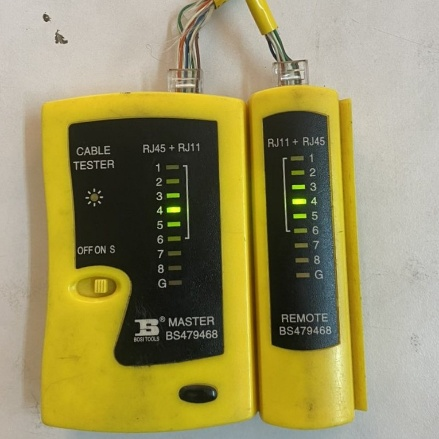 CABLE
TESTER
RJ45 + RJ11
1
2
3
4
5
6
7
8
G
OFF ON S
B®
BOSI TOOLS
MASTER
BS479468
RJ11 + RJ45
1
2
3
4
5
6
7
8
G
REMOTE
BS479468